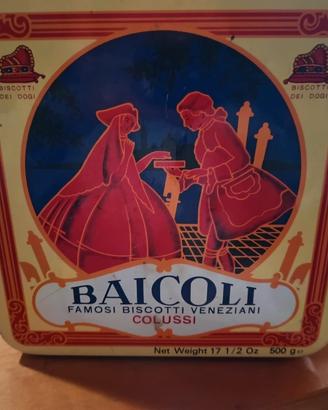 BISCOTTI
DEI DOGI
BISCOTTI
DEI DOGI
BAICOLI
FAMOSI BISCOTTI VENEZIANI
COLUSSI
Net Weight 17 1/2 Oz 500 g e